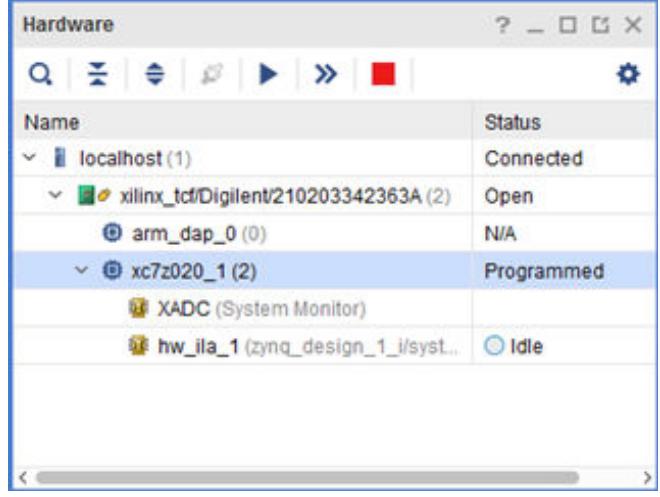 Hardware
Name Status
localhost (1) Connected
xilinx_tcf/Digilent/210203342363A (2) Open
arm_dap_0 (0) N/A
xc7z020_1 (2) Programmed
XADC (System Monitor)
hw_ila_1 (zynq_design_1_i/syst... Idle